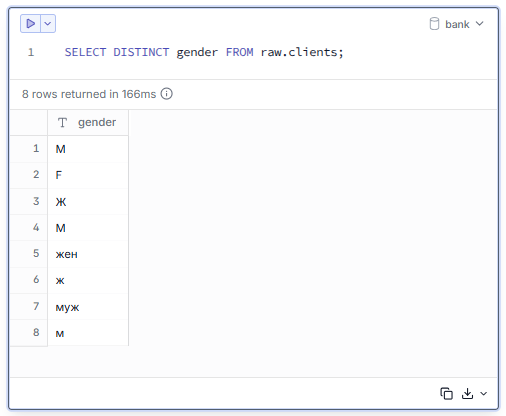 bank
1 SELECT DISTINCT gender FROM raw.clients;
8 rows returned in 166ms
gender
1 M
2 F
3 Ж
4 М
5 жен
6 ж
7 муж
8 м